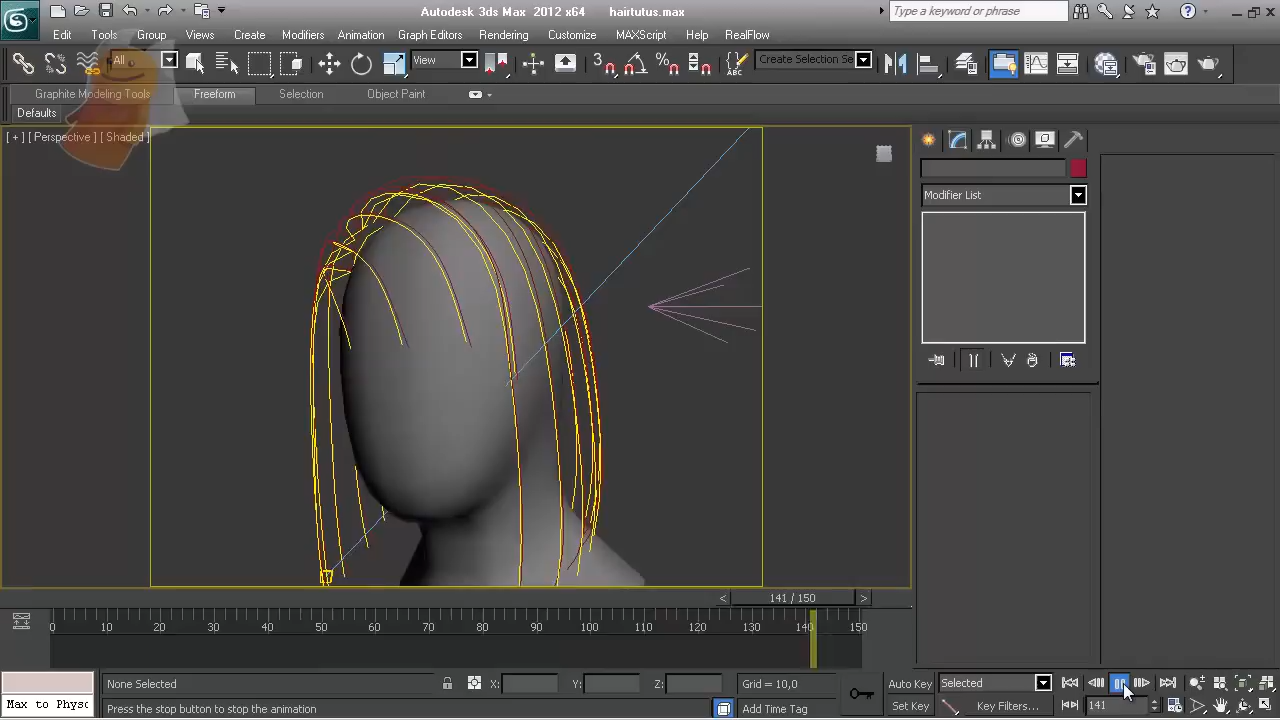 Autodesk 3ds Max 2012 x64 hairtutus.max
Type a keyword or phrase
Edit Tools Group Views Create Modifiers Animation Graph Editors Rendering Customize MAXScript Help RealFlow
All View 3 Create Selection Se
Graphite Modeling Tools Freeform Selection Object Paint
Defaults
[ + ] [ Perspective ] [ Shaded ]
Modifier List
< 141 / 150 >
0 10 20 30 40 50 60 70 80 90 100 110 120 130 140 150
None Selected X: Y: Z: Grid = 10,0 Auto Key Selected
Max to Physc Press the stop button to stop the animation Add Time Tag Set Key Key Filters... 141